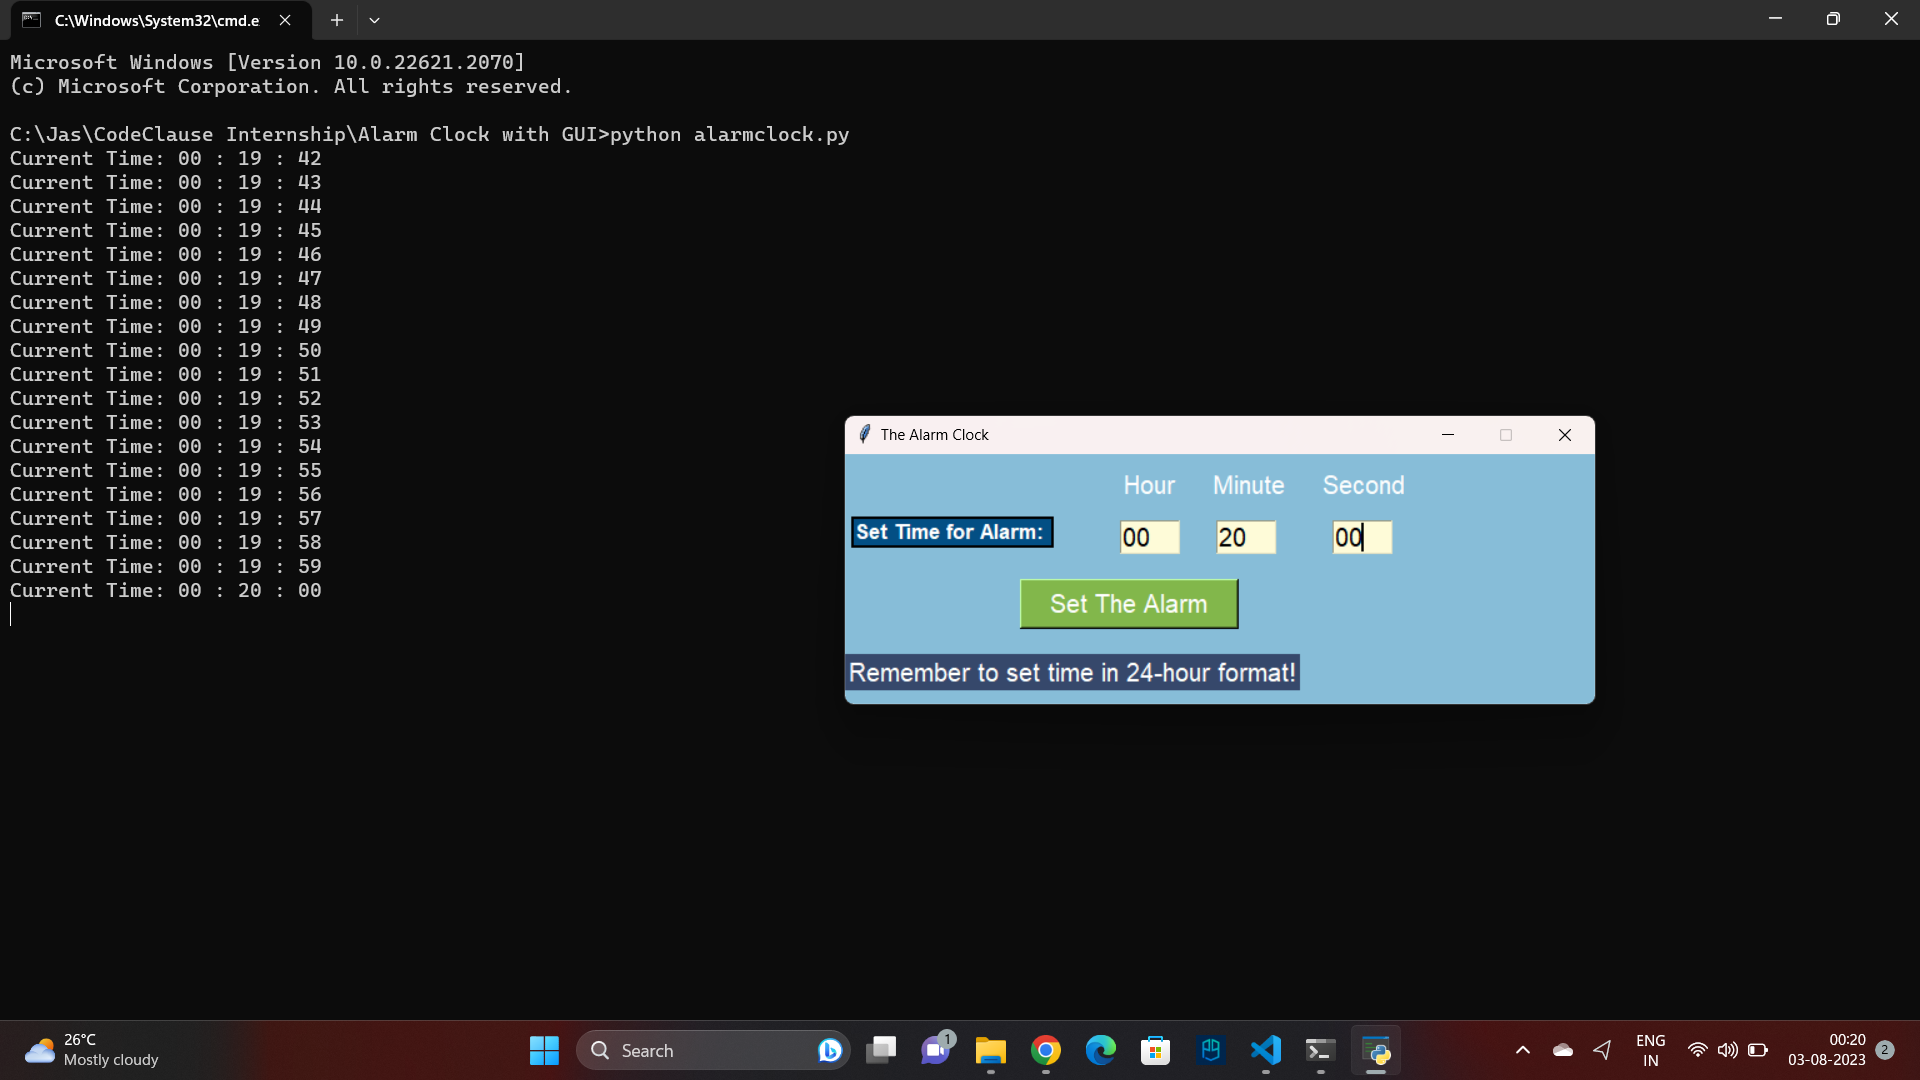 C:\Windows\System32\cmd.e
Microsoft Windows [Version 10.0.22621.2070]
(c) Microsoft Corporation. All rights reserved.
C:\Jas\CodeClause Internship\Alarm Clock with GUI>python alarmclock.py
Current Time: 00 : 19 : 42
Current Time: 00 : 19 : 43
Current Time: 00 : 19 : 44
Current Time: 00 : 19 : 45
Current Time: 00 : 19 : 46
Current Time: 00 : 19 : 47
Current Time: 00 : 19 : 48
Current Time: 00 : 19 : 49
Current Time: 00 : 19 : 50
Current Time: 00 : 19 : 51
Current Time: 00 : 19 : 52
Current Time: 00 : 19 : 53
Current Time: 00 : 19 : 54
Current Time: 00 : 19 : 55
Current Time: 00 : 19 : 56
Current Time: 00 : 19 : 57
Current Time: 00 : 19 : 58
Current Time: 00 : 19 : 59
Current Time: 00 : 20 : 00
The Alarm Clock
Hour Minute Second
Set Time for Alarm: 00 20 00
Set The Alarm
Remember to set time in 24-hour format!
26°C
Mostly cloudy
Search
1
ENG
IN
00:20
03-08-2023
2